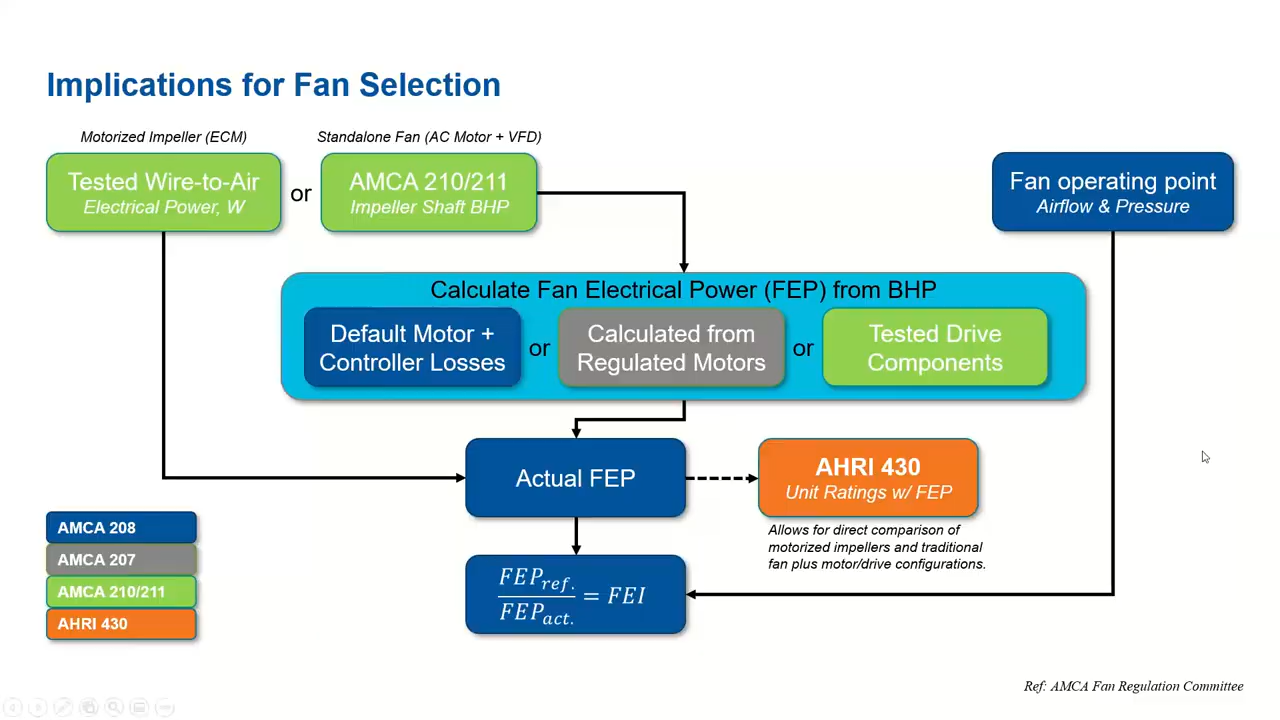 Implications for Fan Selection
Motorized Impeller (ECM)
Standalone Fan (AC Motor + VFD)
Tested Wire-to-Air
Electrical Power, W
or
AMCA 210/211
Impeller Shaft BHP
Fan operating point
Airflow & Pressure
Calculate Fan Electrical Power (FEP) from BHP
Default Motor +
Controller Losses
or
Calculated from
Regulated Motors
or
Tested Drive
Components
Actual FEP
AHRI 430
Unit Ratings w/ FEP
Allows for direct comparison of
motorized impellers and traditional
fan plus motor/drive configurations.
AMCA 208
AMCA 207
AMCA 210/211
AHRI 430
FEPref.
FEPact.
= FEI
Ref: AMCA Fan Regulation Committee